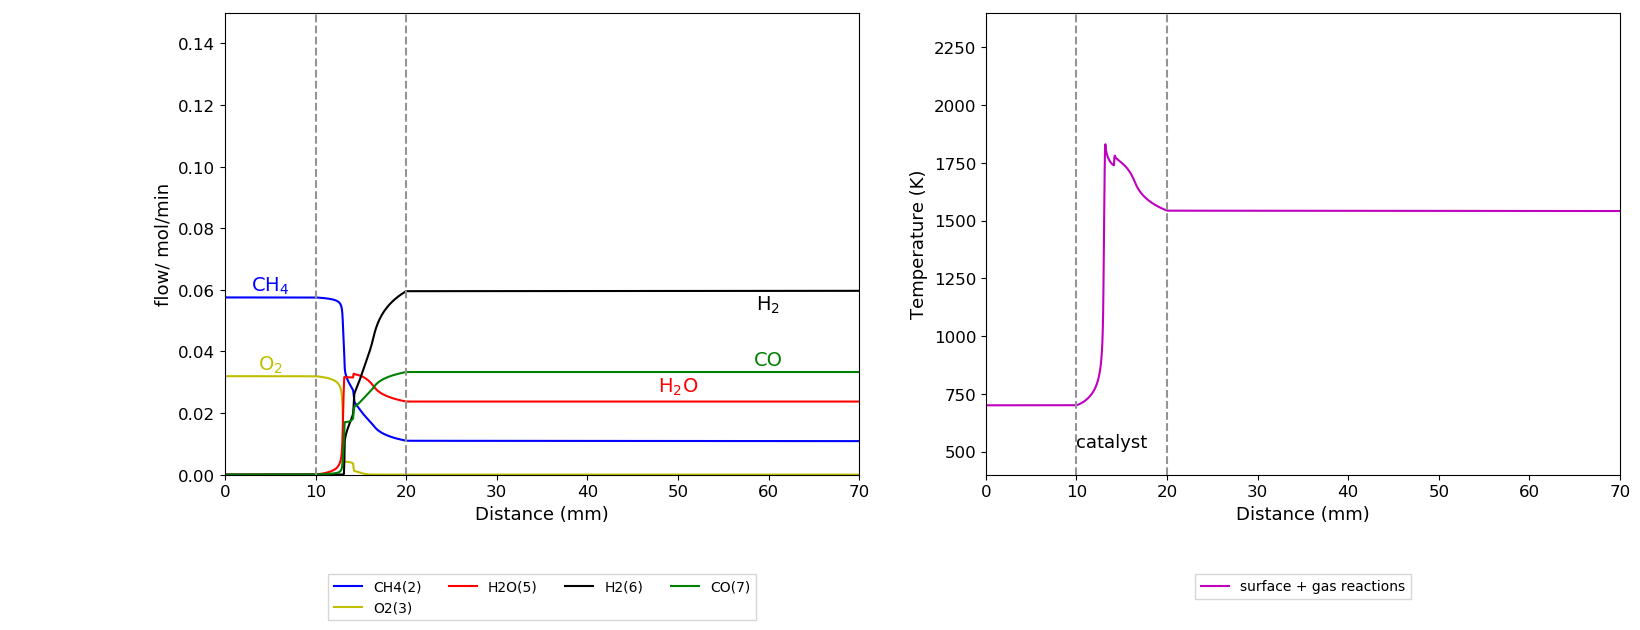 0.14
0.12
0.10
0.08
0.06
0.04
0.02
0.00
flow/ mol/min
CH4
O2
H2
CO
H2O
0 10 20 30 40 50 60 70
Distance (mm)
CH4(2) H2O(5) H2(6) CO(7)
O2(3)
2250
2000
1750
1500
1250
1000
750
500
Temperature (K)
catalyst
0 10 20 30 40 50 60 70
Distance (mm)
surface + gas reactions